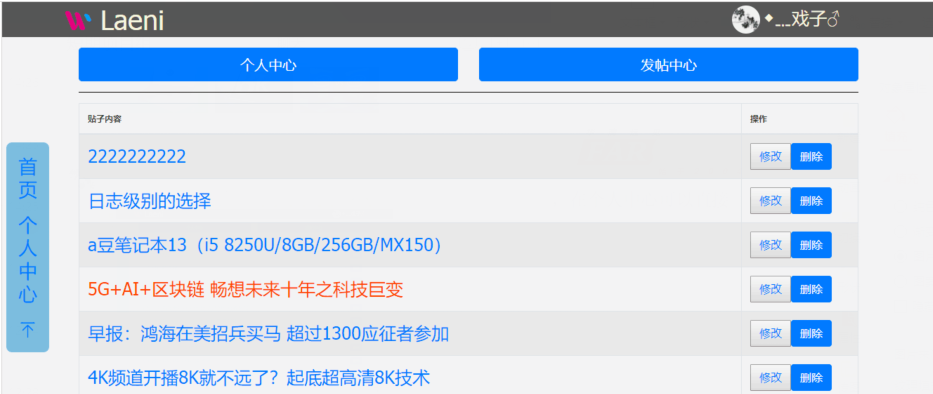 Laeni
◆﹎﹎戏子♂
个人中心 发帖中心
贴子内容 操作
2222222222 修改 删除
日志级别的选择 修改 删除
a豆笔记本13（i5 8250U/8GB/256GB/MX150） 修改 删除
5G+AI+区块链 畅想未来十年之科技巨变 修改 删除
早报：鸿海在美招兵买马 超过1300应征者参加 修改 删除
4K频道开播8K就不远了？起底超高清8K技术 修改 删除
首页
个人中心